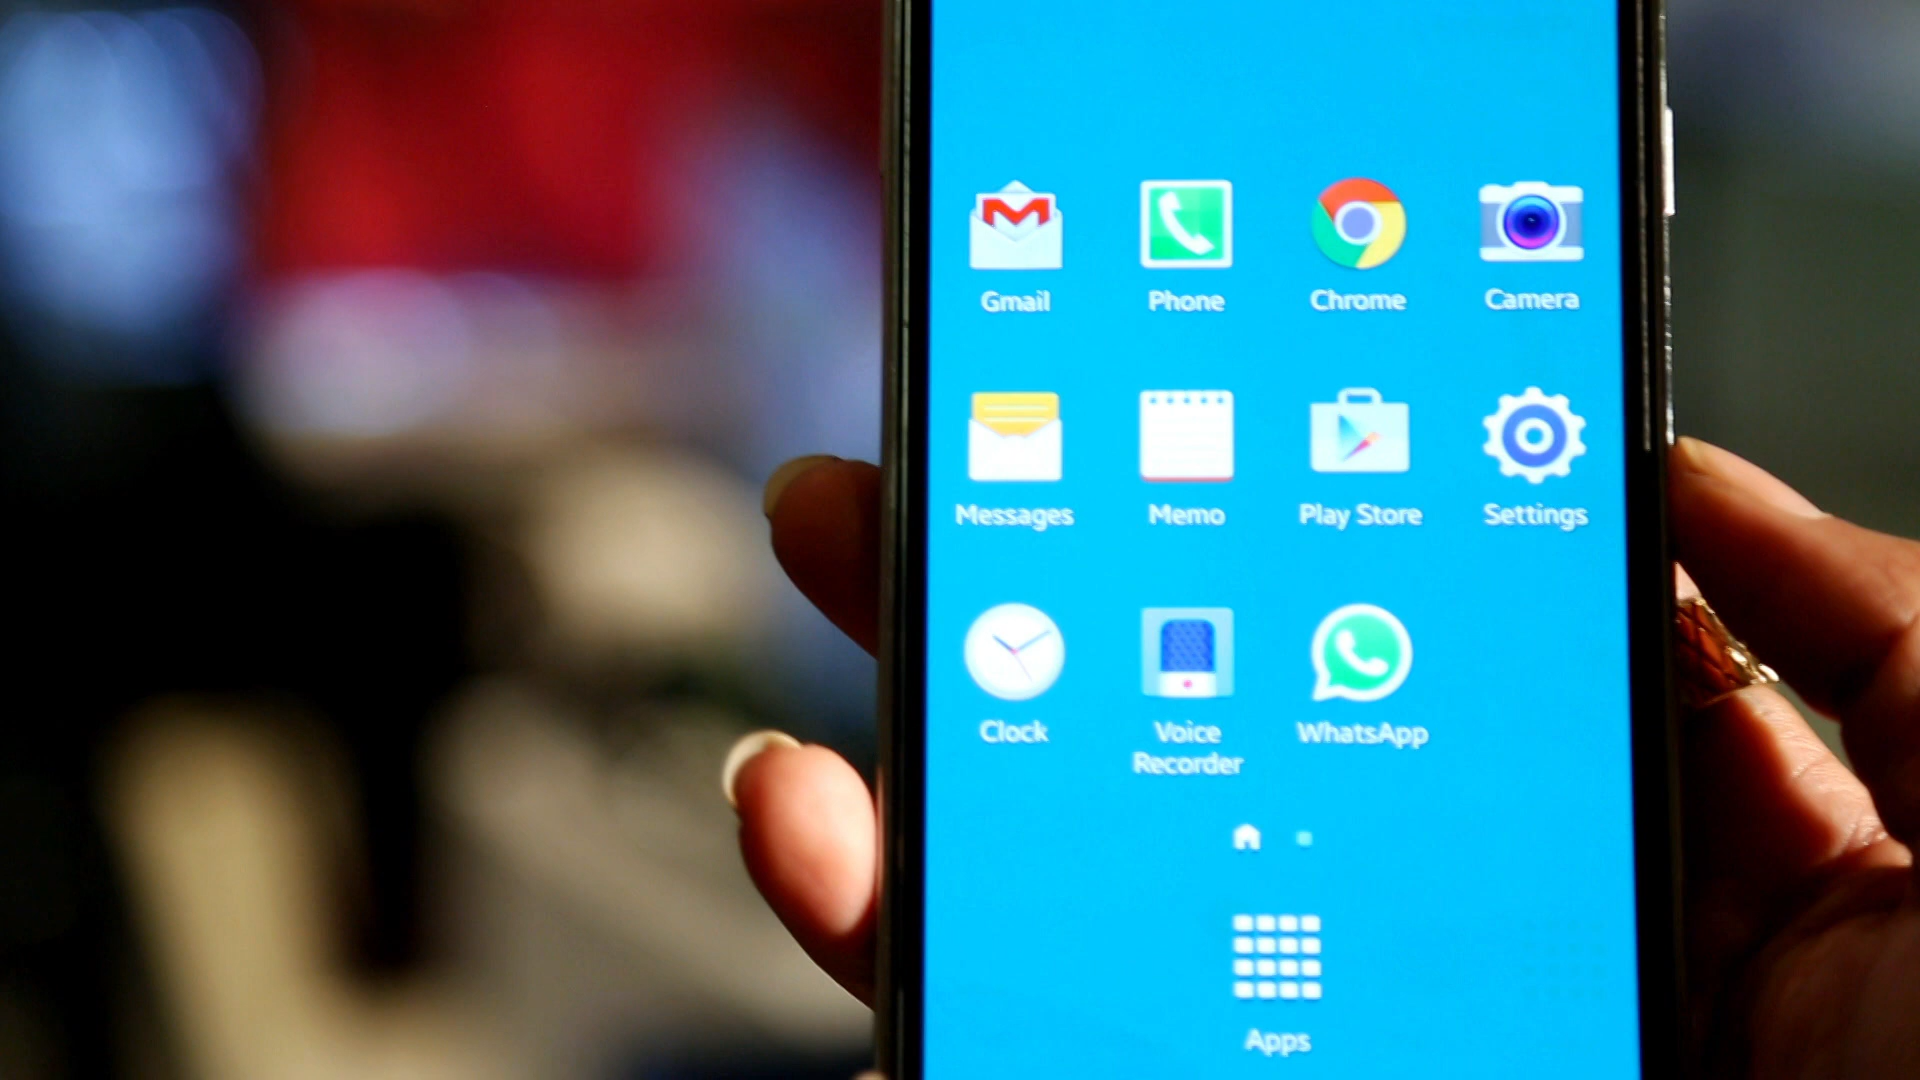 Gmail Phone Chrome Camera
Messages Memo Play Store Settings
Clock Voice Recorder WhatsApp
Apps